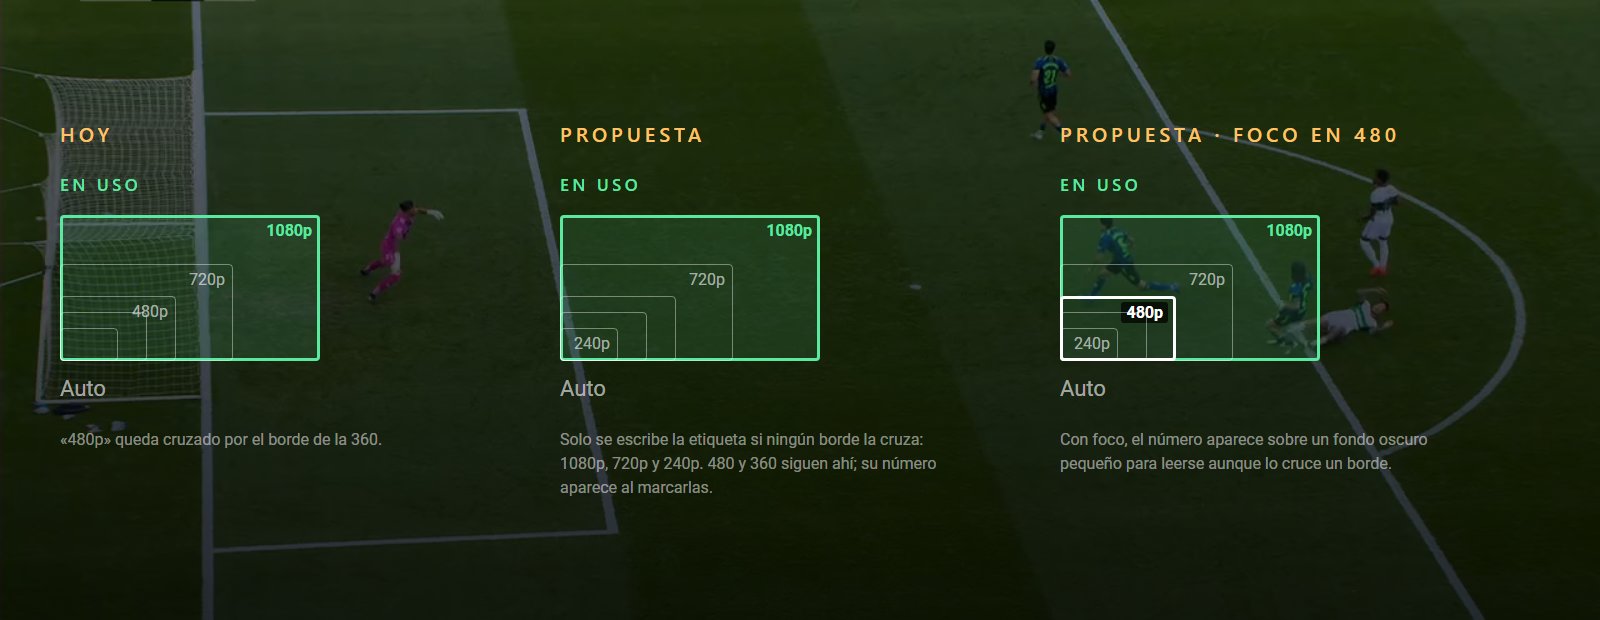 HOY
EN USO
1080p
720p
480p
Auto
«480p» queda cruzado por el borde de la 360.
PROPUESTA
EN USO
1080p
720p
240p
Auto
Solo se escribe la etiqueta si ningún borde la cruza:
1080p, 720p y 240p. 480 y 360 siguen ahí; su número
aparece al marcarlas.
PROPUESTA · FOCO EN 480
EN USO
1080p
720p
480p
240p
Auto
Con foco, el número aparece sobre un fondo oscuro
pequeño para leerse aunque lo cruce un borde.
21